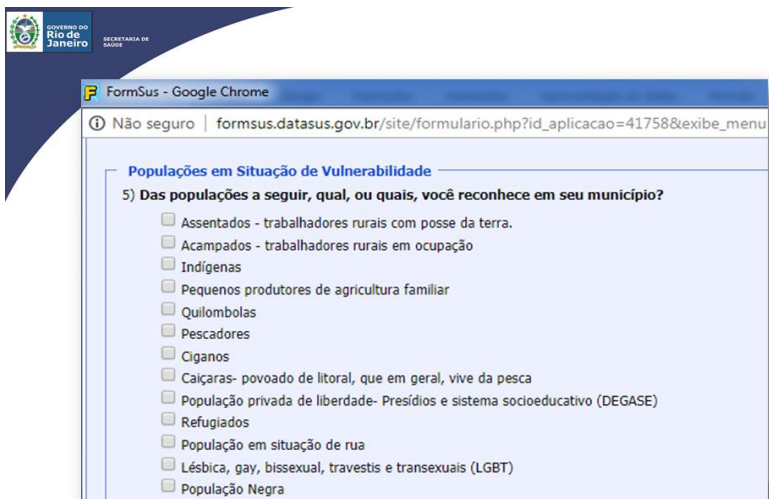 GOVERNO DO
Rio de
Janeiro
SECRETARIA DE
SAÚDE
FormSus - Google Chrome
Não seguro | formsus.datasus.gov.br/site/formulario.php?id_aplicacao=41758&exibe_menu
Populações em Situação de Vulnerabilidade
5) Das populações a seguir, qual, ou quais, você reconhece em seu município?
Assentados - trabalhadores rurais com posse da terra.
Acampados - trabalhadores rurais em ocupação
Indígenas
Pequenos produtores de agricultura familiar
Quilombolas
Pescadores
Ciganos
Caiçaras- povoado de litoral, que em geral, vive da pesca
População privada de liberdade- Presídios e sistema socioeducativo (DEGASE)
Refugiados
População em situação de rua
Lésbica, gay, bissexual, travestis e transexuais (LGBT)
População Negra